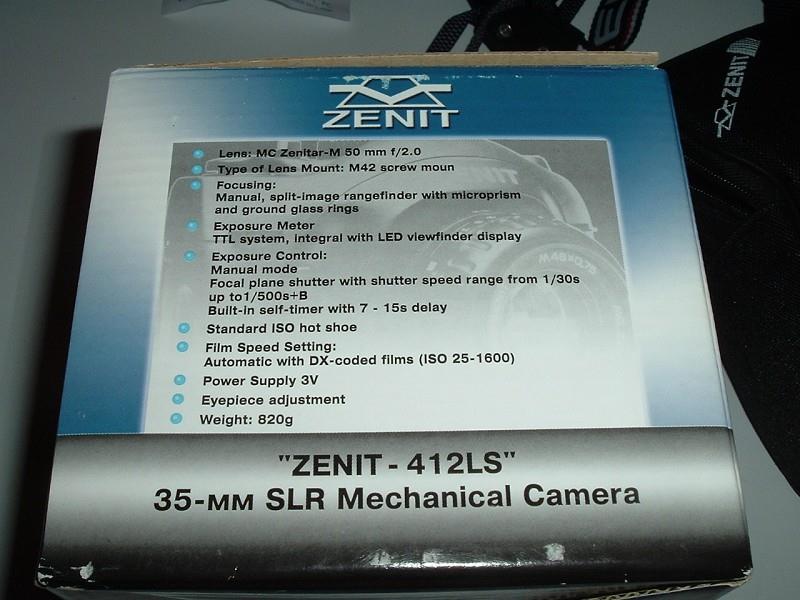 ZENIT
ZENIT
Lens: MC Zenitar-M 50 mm f/2.0
Type of Lens Mount: M42 screw moun
Focusing:
Manual, split-image rangefinder with microprism
and ground glass rings
Exposure Meter
TTL system, integral with LED viewfinder display
Exposure Control:
Manual mode
Focal plane shutter with shutter speed range from 1/30s
up to1/500s+B
Built-in self-timer with 7 - 15s delay
Standard ISO hot shoe
Film Speed Setting:
Automatic with DX-coded films (ISO 25-1600)
Power Supply 3V
Eyepiece adjustment
Weight: 820g
ZENIT
M46x0.75
"ZENIT - 412LS"
35-мм SLR Mechanical Camera